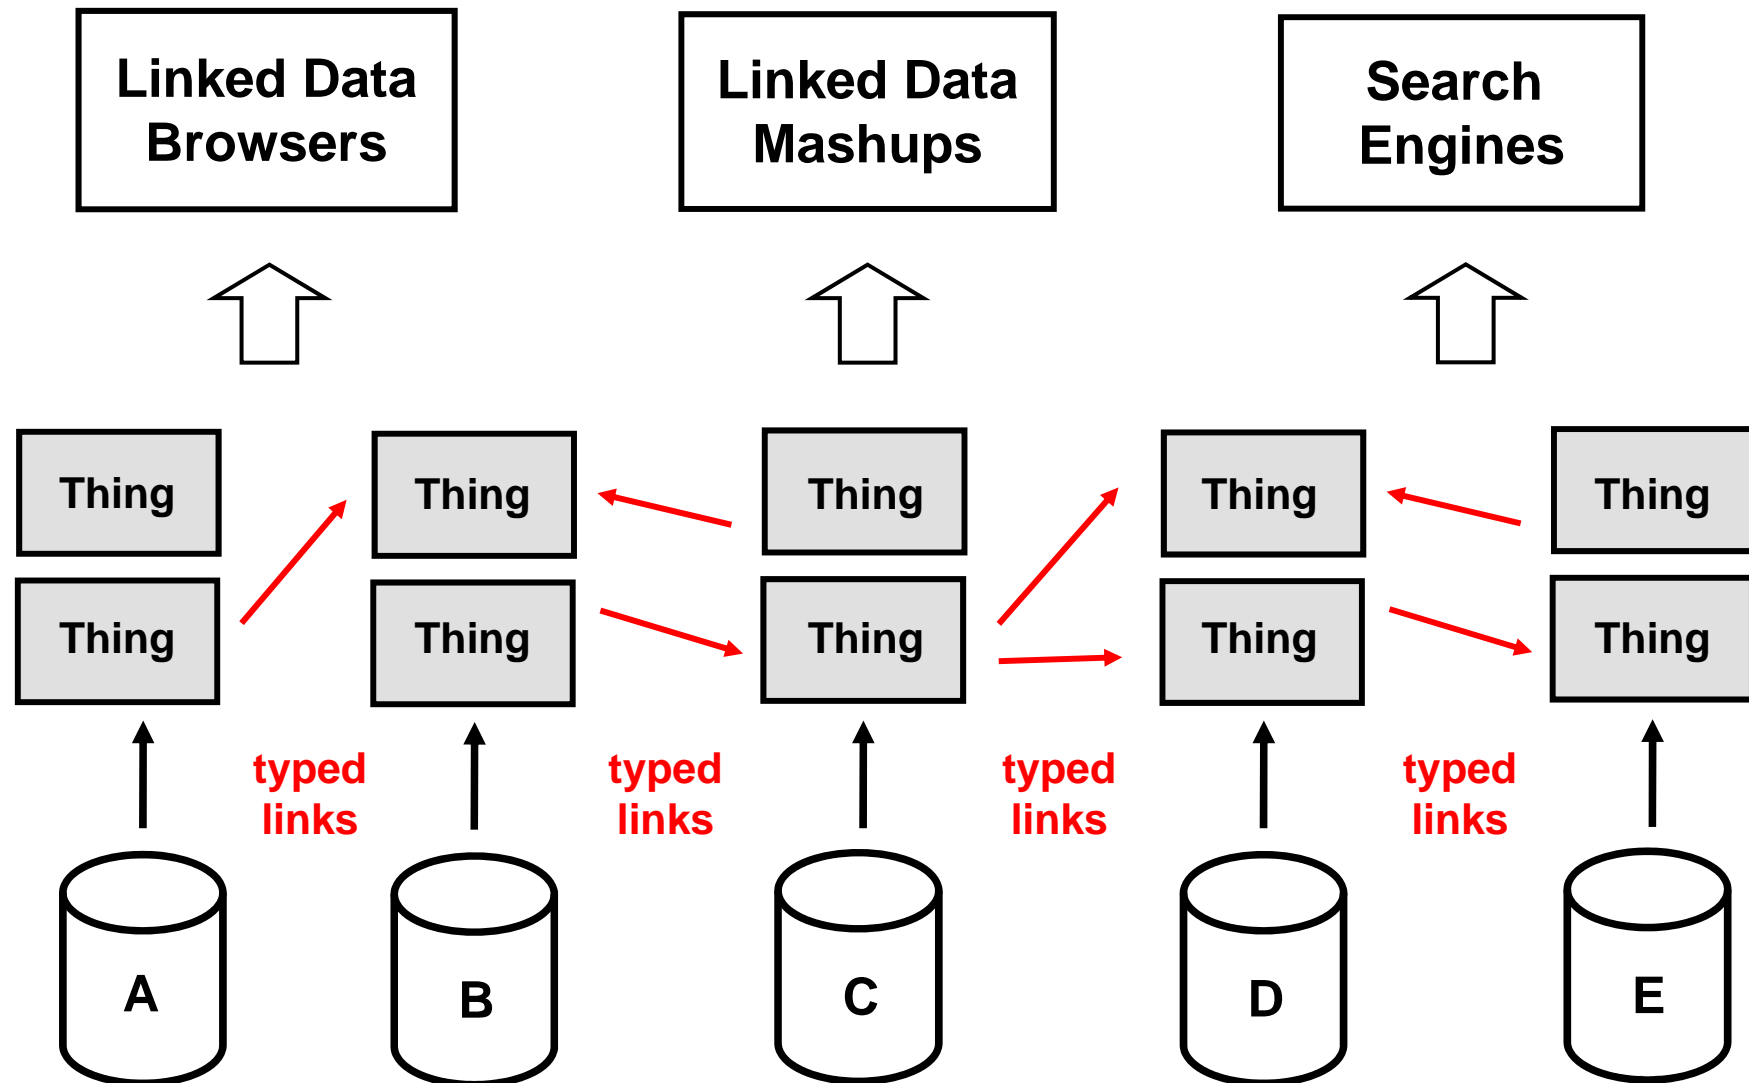 Linked Data
Browsers
Linked Data
Mashups
Search
Engines
Thing
Thing
Thing
Thing
Thing
Thing
Thing
Thing
Thing
Thing
typed
links
typed
links
typed
links
typed
links
A
B
C
D
E